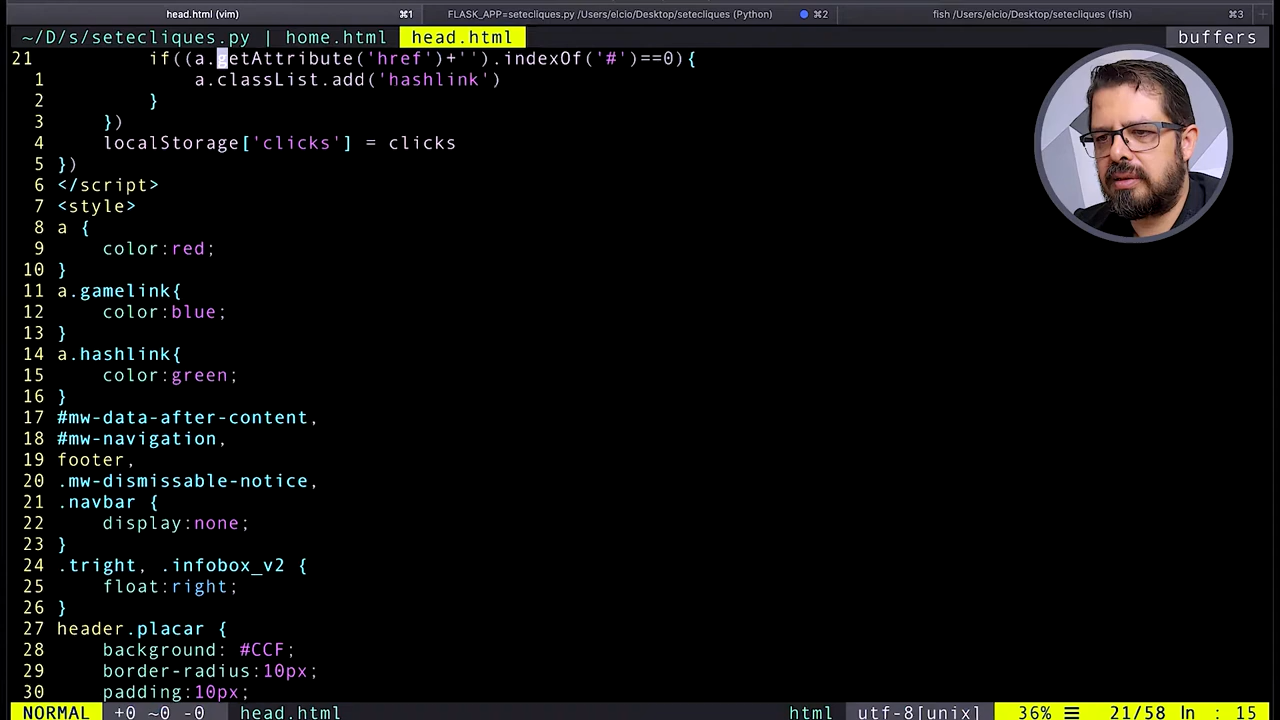 head.html (vim) ⌘1 FLASK_APP=setecliques.py /Users/elcio/Desktop/setecliques (Python) ⌘2 fish /Users/elcio/Desktop/setecliques (fish) ⌘3 +
~/D/s/setecliques.py | home.html head.html buffers
21 if((a.getAttribute('href')+'').indexOf('#')==0){
1 a.classList.add('hashlink')
2 }
3 })
4 localStorage['clicks'] = clicks
5 })
6 </script>
7 <style>
8 a {
9 color:red;
10 }
11 a.gamelink{
12 color:blue;
13 }
14 a.hashlink{
15 color:green;
16 }
17 #mw-data-after-content,
18 #mw-navigation,
19 footer,
20 .mw-dismissable-notice,
21 .navbar {
22 display:none;
23 }
24 .tright, .infobox_v2 {
25 float:right;
26 }
27 header.placar {
28 background: #CCF;
29 border-radius:10px;
30 padding:10px;
NORMAL +0 ~0 -0 head.html html utf-8[unix] 36% ☰ 21/58 ln : 15